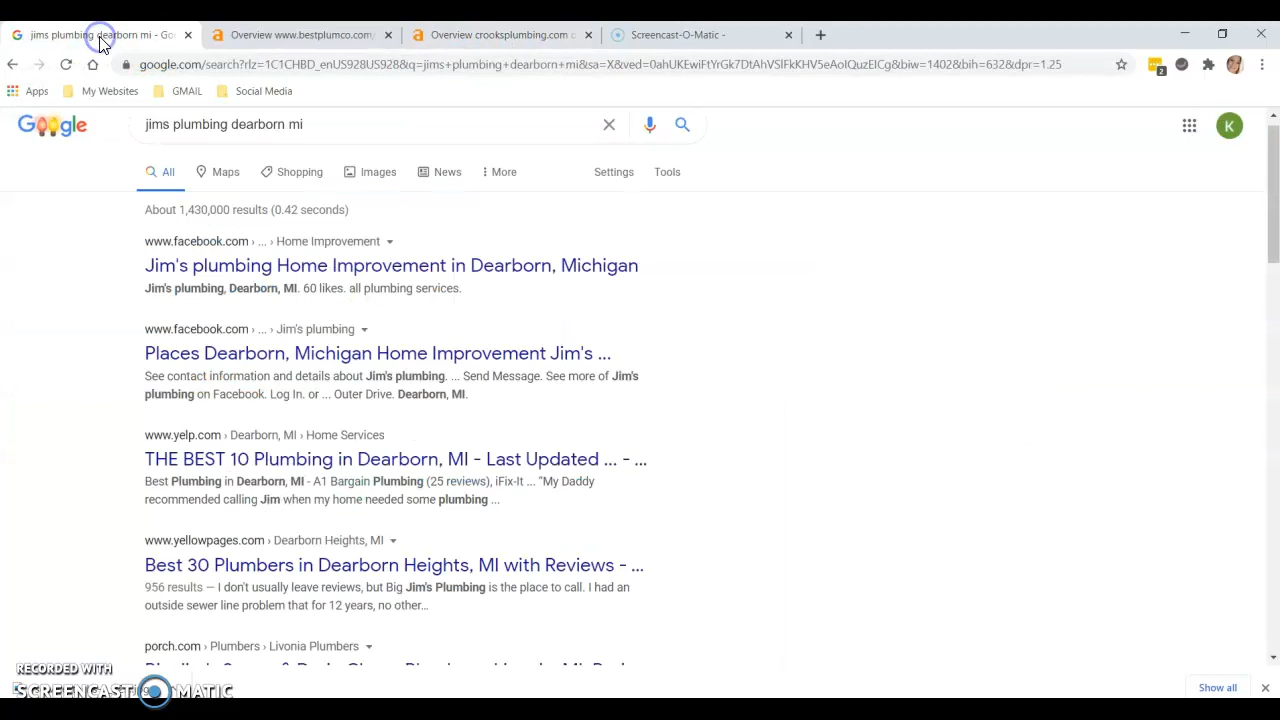 jims plumbing dearborn mi - Goo
Overview www.bestplumco.com/
Overview crooksplumbing.com c
Screencast-O-Matic -
google.com/search?rlz=1C1CHBD_enUS928US928&q=jims+plumbing+dearborn+mi&sa=X&ved=0ahUKEwiFtYrGk7DtAhVSlFkKHV5eAoIQuzEICg&biw=1402&bih=632&dpr=1.25
2
Apps
My Websites
GMAIL
Social Media
Google
jims plumbing dearborn mi
K
All
Maps
Shopping
Images
News
More
Settings
Tools
About 1,430,000 results (0.42 seconds)
www.facebook.com › ... › Home Improvement
Jim's plumbing Home Improvement in Dearborn, Michigan
Jim's plumbing, Dearborn, MI. 60 likes. all plumbing services.
www.facebook.com › ... › Jim's plumbing
Places Dearborn, Michigan Home Improvement Jim's ...
See contact information and details about Jim's plumbing. ... Send Message. See more of Jim's
plumbing on Facebook. Log In. or ... Outer Drive. Dearborn, MI.
www.yelp.com › Dearborn, MI › Home Services
THE BEST 10 Plumbing in Dearborn, MI - Last Updated ... - ...
Best Plumbing in Dearborn, MI - A1 Bargain Plumbing (25 reviews), iFix-It ... "My Daddy
recommended calling Jim when my home needed some plumbing ...
www.yellowpages.com › Dearborn Heights, MI
Best 30 Plumbers in Dearborn Heights, MI with Reviews - ...
956 results — I don't usually leave reviews, but Big Jim's Plumbing is the place to call. I had an
outside sewer line problem that for 12 years, no other...
porch.com › Plumbers › Livonia Plumbers
RECORDED WITH
SCREENCAST-O-MATIC
Show all